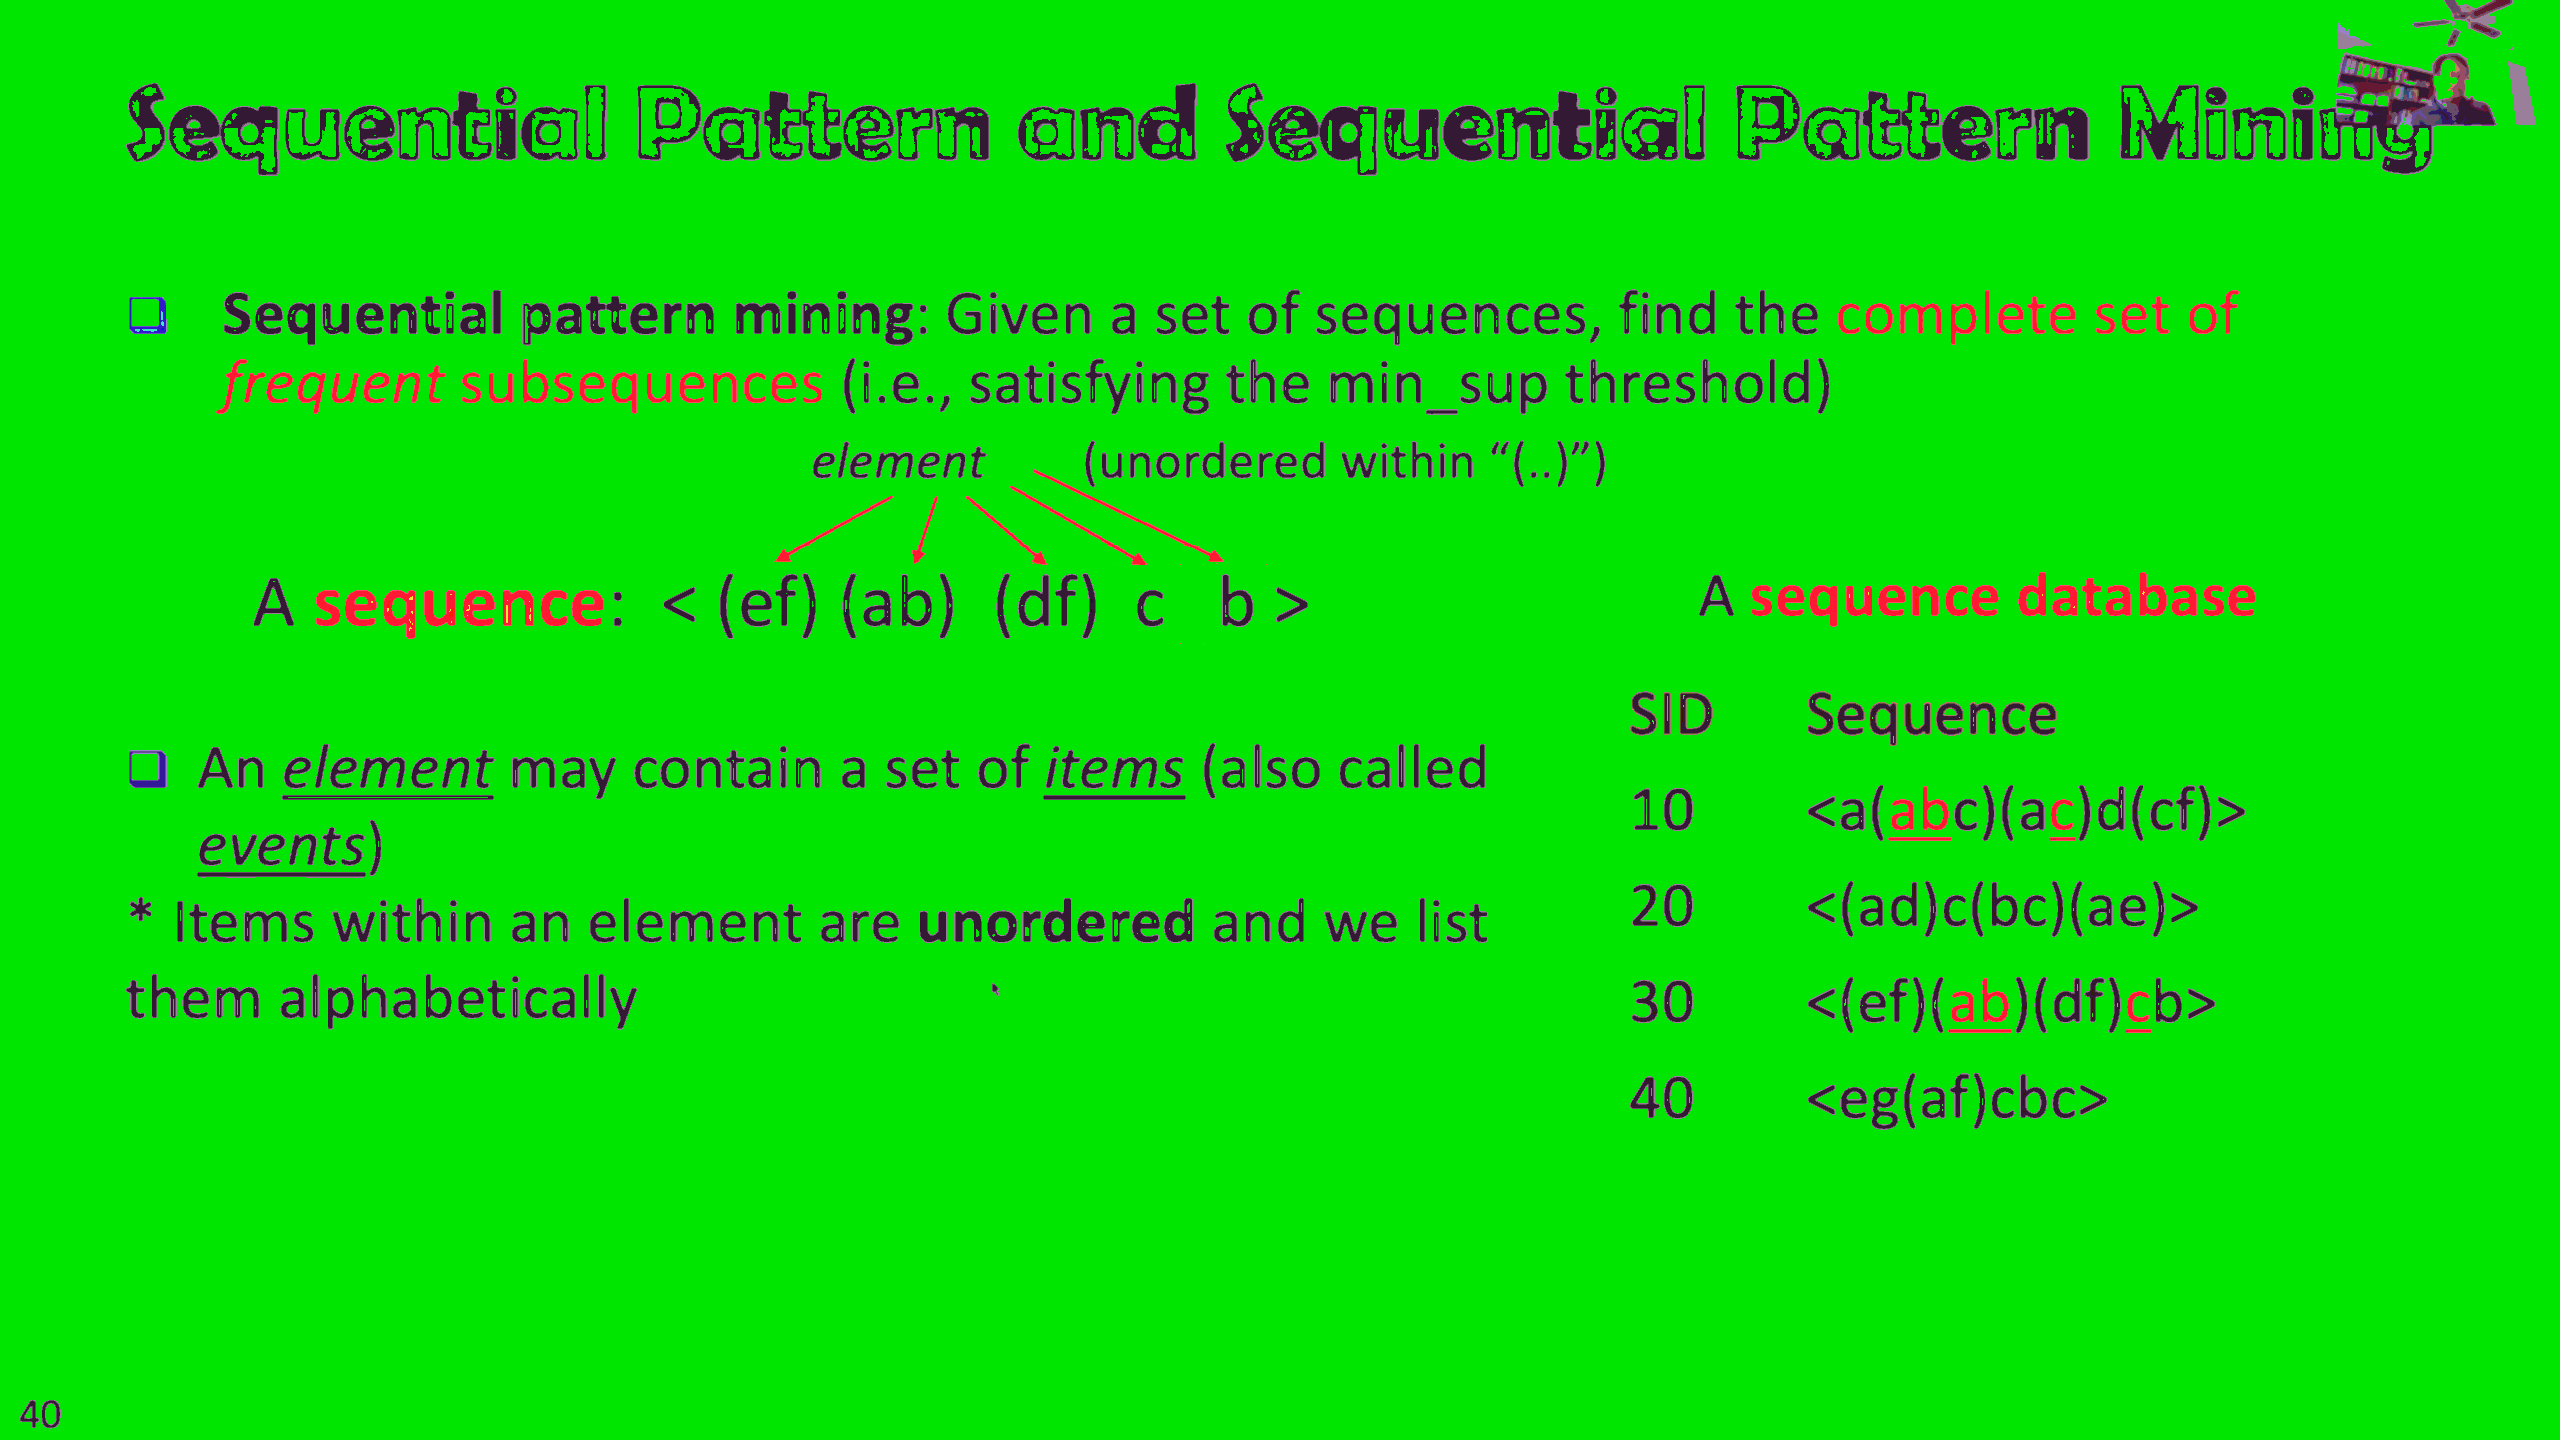 Sequential Pattern and Sequential Pattern Mining
❑ Sequential pattern mining: Given a set of sequences, find the complete set of
frequent subsequences (i.e., satisfying the min_sup threshold)
element (unordered within “(..)”)
A sequence: < (ef) (ab) (df) c b >
❑ An element may contain a set of items (also called
events)
* Items within an element are unordered and we list
them alphabetically
A sequence database
SID Sequence
10 <a(abc)(ac)d(cf)>
20 <(ad)c(bc)(ae)>
30 <(ef)(ab)(df)cb>
40 <eg(af)cbc>
40